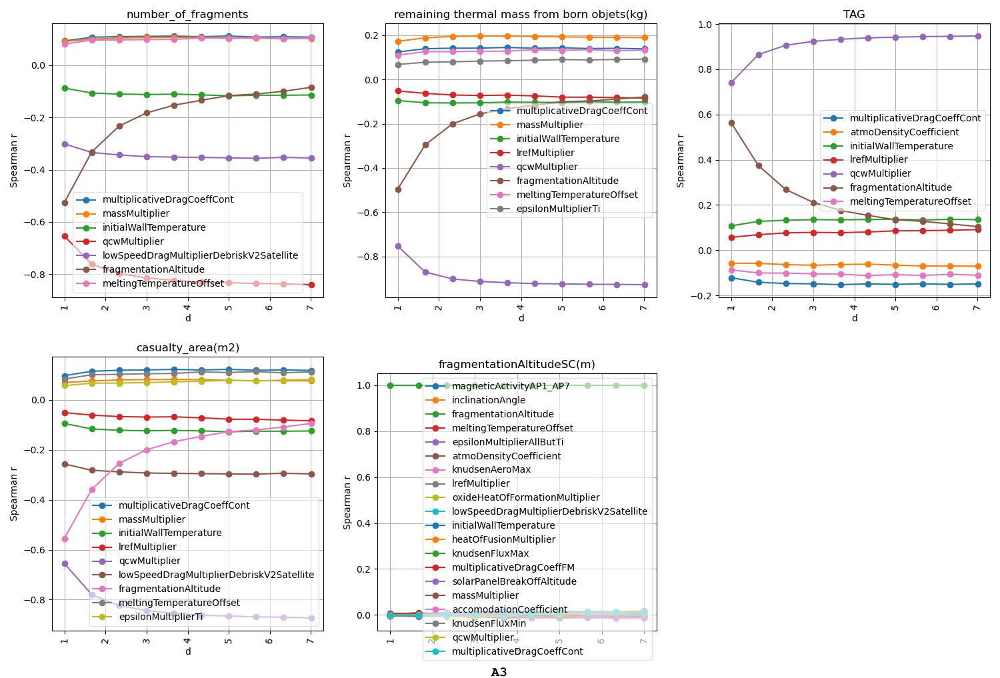 number_of_fragments
Spearman r
0.0
−0.2
−0.4
−0.6
−0.8
multiplicativeDragCoeffCont
massMultiplier
initialWallTemperature
qcwMultiplier
lowSpeedDragMultiplierDebriskV2Satellite
fragmentationAltitude
meltingTemperatureOffset
1 2 3 4 5 6 7
d
remaining thermal mass from born objets(kg)
Spearman r
0.2
0.0
−0.2
−0.4
−0.6
−0.8
multiplicativeDragCoeffCont
massMultiplier
initialWallTemperature
lrefMultiplier
qcwMultiplier
fragmentationAltitude
meltingTemperatureOffset
epsilonMultiplierTi
1 2 3 4 5 6 7
d
TAG
Spearman r
1.0
0.8
0.6
0.4
0.2
0.0
−0.2
multiplicativeDragCoeffCont
atmoDensityCoefficient
initialWallTemperature
lrefMultiplier
qcwMultiplier
fragmentationAltitude
meltingTemperatureOffset
1 2 3 4 5 6 7
d
casualty_area(m2)
Spearman r
0.0
−0.2
−0.4
−0.6
−0.8
multiplicativeDragCoeffCont
massMultiplier
initialWallTemperature
lrefMultiplier
qcwMultiplier
lowSpeedDragMultiplierDebriskV2Satellite
fragmentationAltitude
meltingTemperatureOffset
epsilonMultiplierTi
1 2 3 4 5 6 7
d
fragmentationAltitudeSC(m)
Spearman r
1.0
0.8
0.6
0.4
0.2
0.0
magneticActivityAP1_AP7
inclinationAngle
fragmentationAltitude
meltingTemperatureOffset
epsilonMultiplierAllButTi
atmoDensityCoefficient
knudsenAeroMax
lrefMultiplier
oxideHeatOfFormationMultiplier
lowSpeedDragMultiplierDebriskV2Satellite
initialWallTemperature
heatOfFusionMultiplier
knudsenFluxMax
multiplicativeDragCoeffFM
solarPanelBreakOffAltitude
massMultiplier
accomodationCoefficient
knudsenFluxMin
qcwMultiplier
multiplicativeDragCoeffCont
1 2 3 4 5 6 7
A3